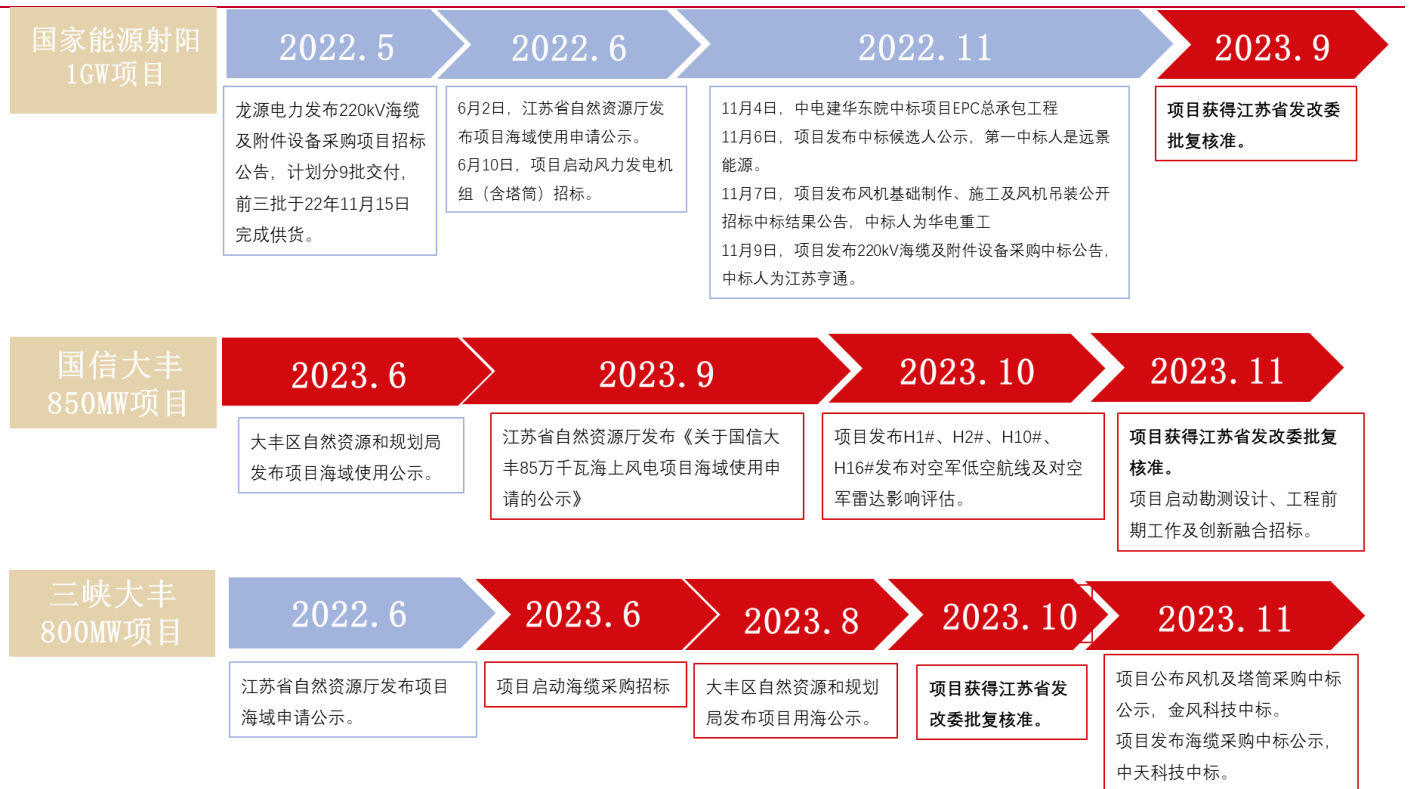 国家能源射阳
1GW项目
2022.5
2022.6
2022.11
2023.9
龙源电力发布220kV海缆
及附件设备采购项目招标
公告，计划分9批交付，
前三批于22年11月15日
完成供货。
6月2日，江苏省自然资源厅发
布项目海域使用申请公示。
6月10日，项目启动风力发电机
组（含塔筒）招标。
11月4日，中电建华东院中标项目EPC总承包工程
11月6日，项目发布中标候选人公示，第一中标人是远景
能源。
11月7日，项目发布风机基础制作、施工及风机吊装公开
招标中标结果公告，中标人为华电重工
11月9日，项目发布220kV海缆及附件设备采购中标公告，
中标人为江苏亨通。
项目获得江苏省发改委
批复核准。
国信大丰
850MW项目
2023.6
2023.9
2023.10
2023.11
大丰区自然资源和规划局
发布项目海域使用公示。
江苏省自然资源厅发布《关于国信大
丰85万千瓦海上风电项目海域使用申
请的公示》
项目发布H1#、H2#、H10#、
H16#发布对空军低空航线及对空
军雷达影响评估。
项目获得江苏省发改委批复
核准。
项目启动勘测设计、工程前
期工作及创新融合招标。
三峡大丰
800MW项目
2022.6
2023.6
2023.8
2023.10
2023.11
江苏省自然资源厅发布项目
海域申请公示。
项目启动海缆采购招标
大丰区自然资源和规划
局发布项目用海公示。
项目获得江苏省发
改委批复核准。
项目公布风机及塔筒采购中标
公示，金风科技中标。
项目发布海缆采购中标公示，
中天科技中标。